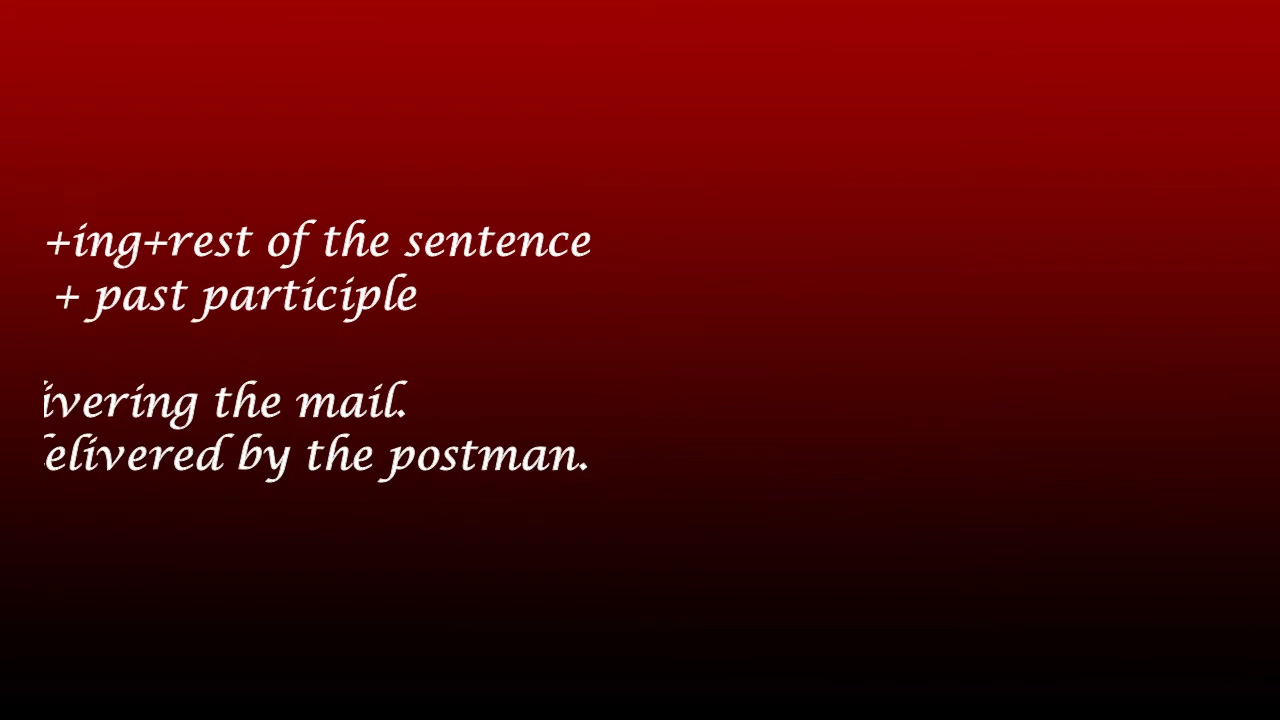 +ing+rest of the sentence
+ past participle
ivering the mail.
elivered by the postman.